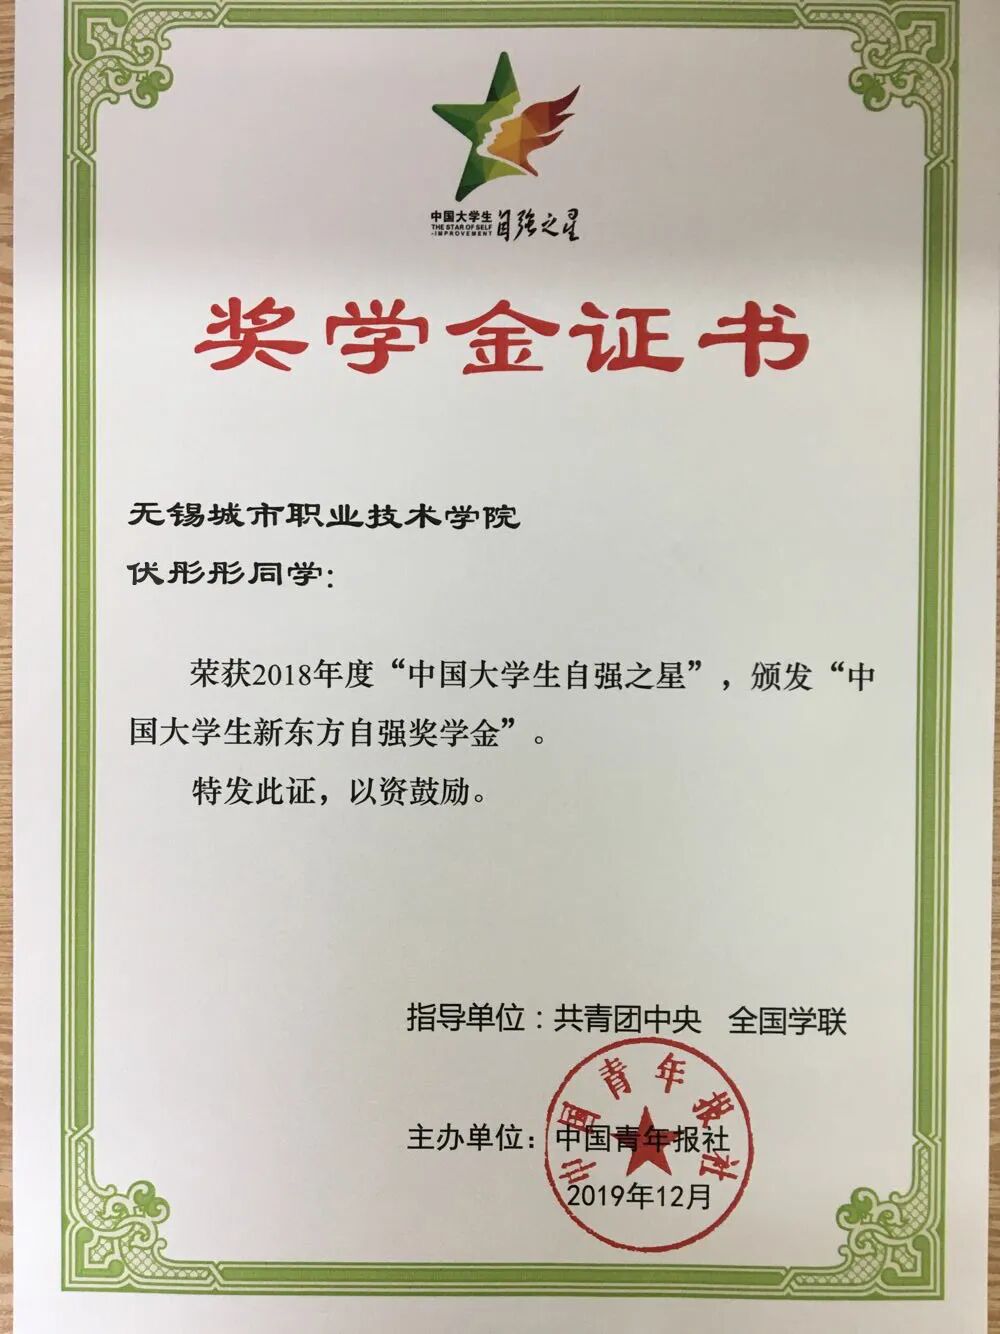 中国大学生
THE STAR OF SELF
-IMPROVEMENT
自强之星
奖学金证书
无锡城市职业技术学院
伏彤彤同学：
荣获2018年度“中国大学生自强之星”，颁发“中
国大学生新东方自强奖学金”。
特发此证，以资鼓励。
指导单位：共青团中央 全国学联
主办单位：中国青年报社
2019年12月
中国青年报社